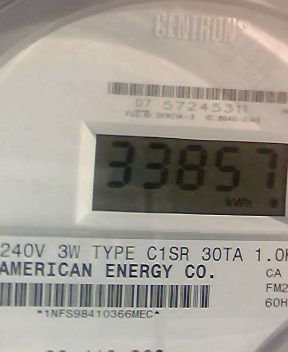 CENTRON
07 57245311
33857
kWh
240V 3W TYPE C1SR 30TA 1.0
AMERICAN ENERGY CO.
CA
FM2
60H
*1NFS98410366MEC*